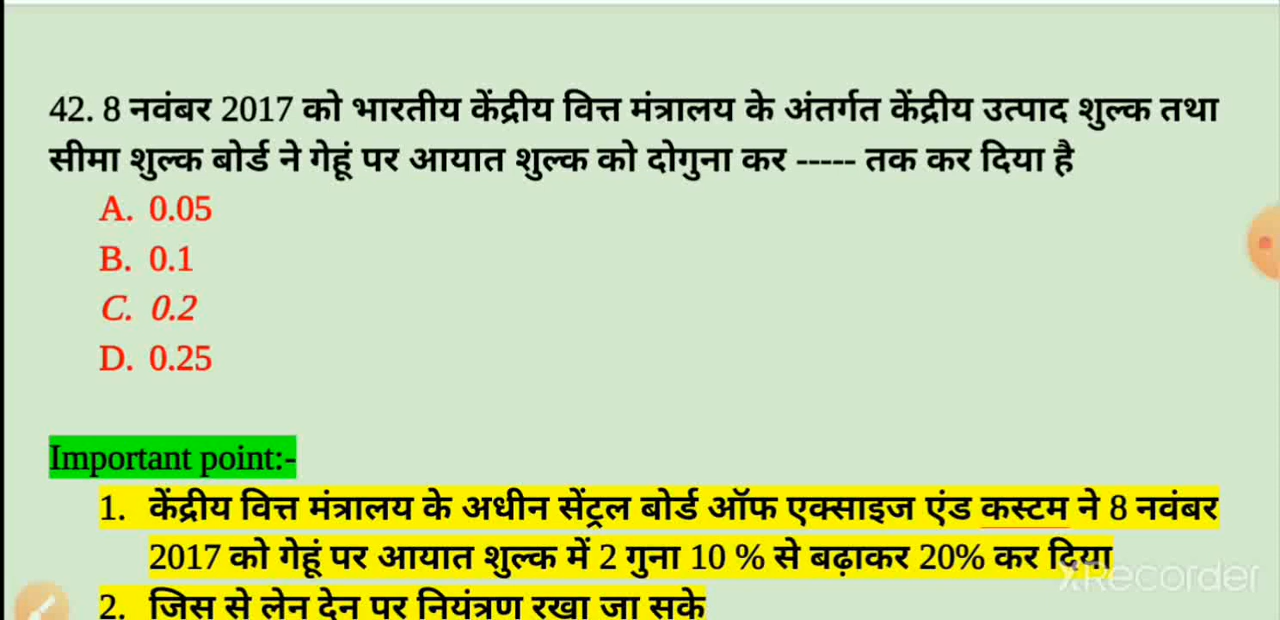 42. 8 नवंबर 2017 को भारतीय केंद्रीय वित्त मंत्रालय के अंतर्गत केंद्रीय उत्पाद शुल्क तथा
सीमा शुल्क बोर्ड ने गेहूं पर आयात शुल्क को दोगुना कर ----- तक कर दिया है
A. 0.05
B. 0.1
C. 0.2
D. 0.25
Important point:-
1. केंद्रीय वित्त मंत्रालय के अधीन सेंट्रल बोर्ड ऑफ एक्साइज एंड कस्टम ने 8 नवंबर
2017 को गेहूं पर आयात शुल्क में 2 गुना 10 % से बढ़ाकर 20% कर दिया
XRecorder
2. जिस से लेन देन पर नियंत्रण रखा जा सके